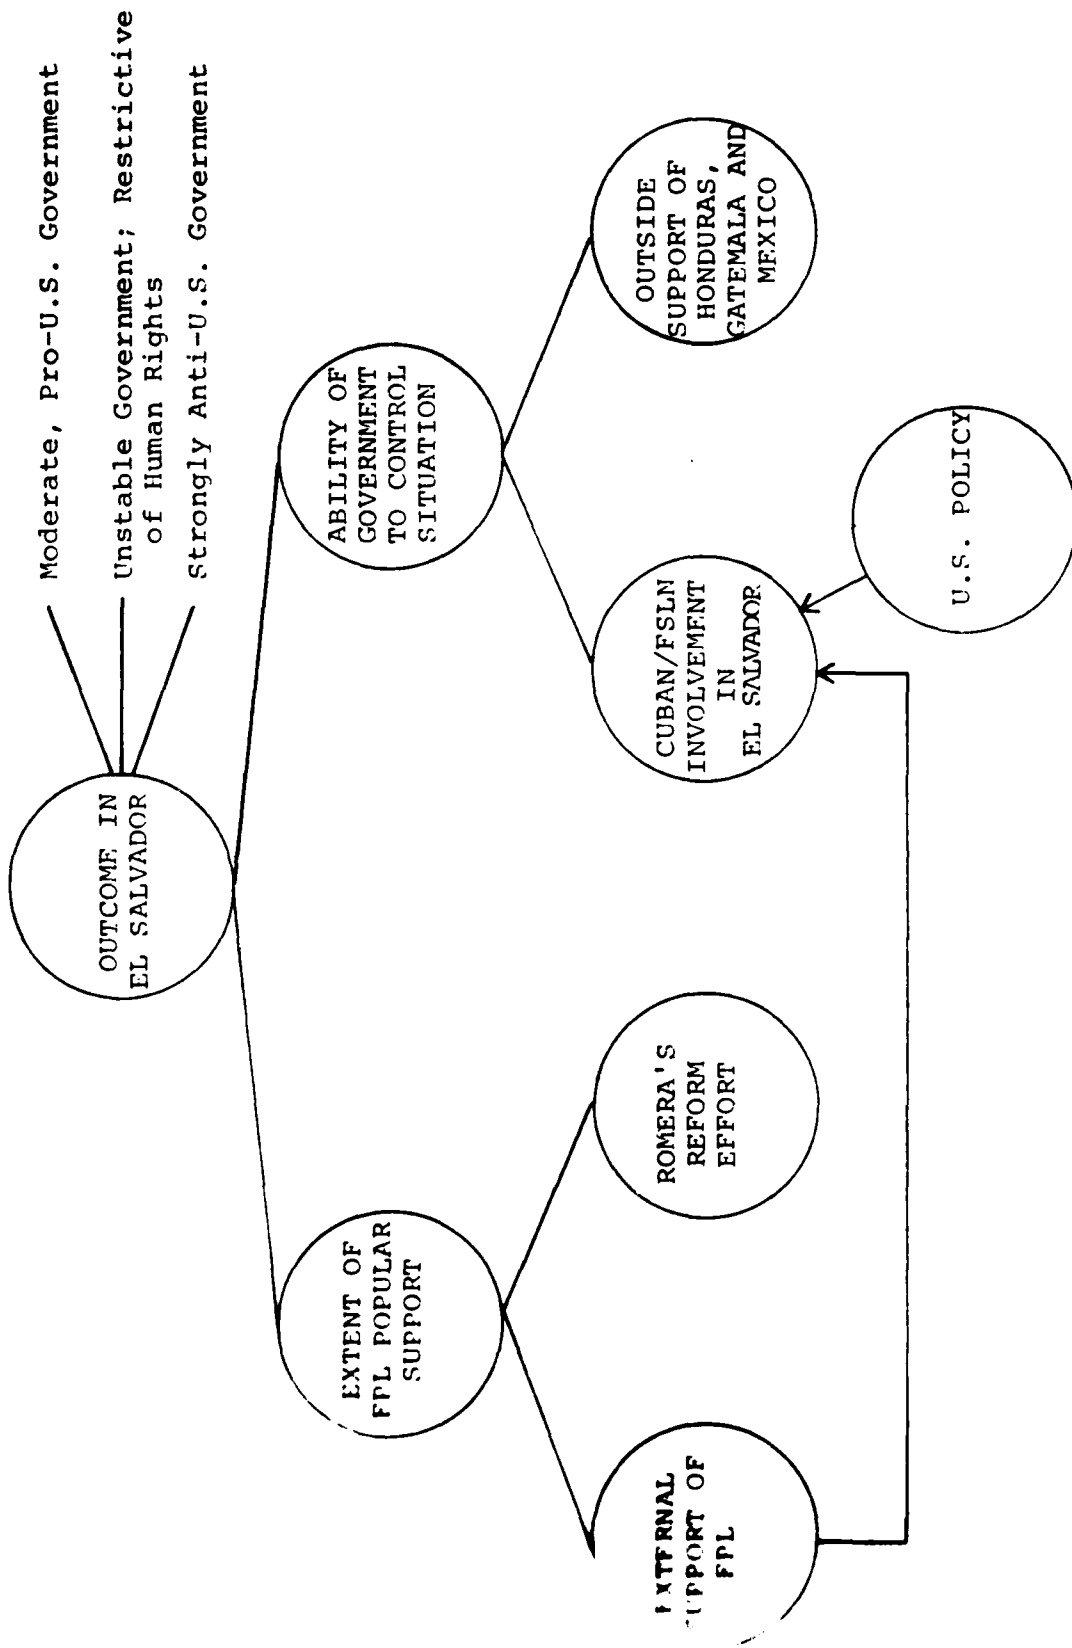 Moderate, Pro-U.S. Government
Unstable Government; Restrictive
of Human Rights
Strongly Anti-U.S. Government
OUTCOME IN
EL SALVADOR
EXTENT OF
FPL POPULAR
SUPPORT
ABILITY OF
GOVERNMENT
TO CONTROL
SITUATION
EXTERNAL
SUPPORT OF
FPL
ROMERA'S
REFORM
EFFORT
CUBAN/FSLN
INVOLVEMENT
IN
EL SALVADOR
OUTSIDE
SUPPORT OF
HONDURAS,
GATEMALA AND
MEXICO
U.S. POLICY